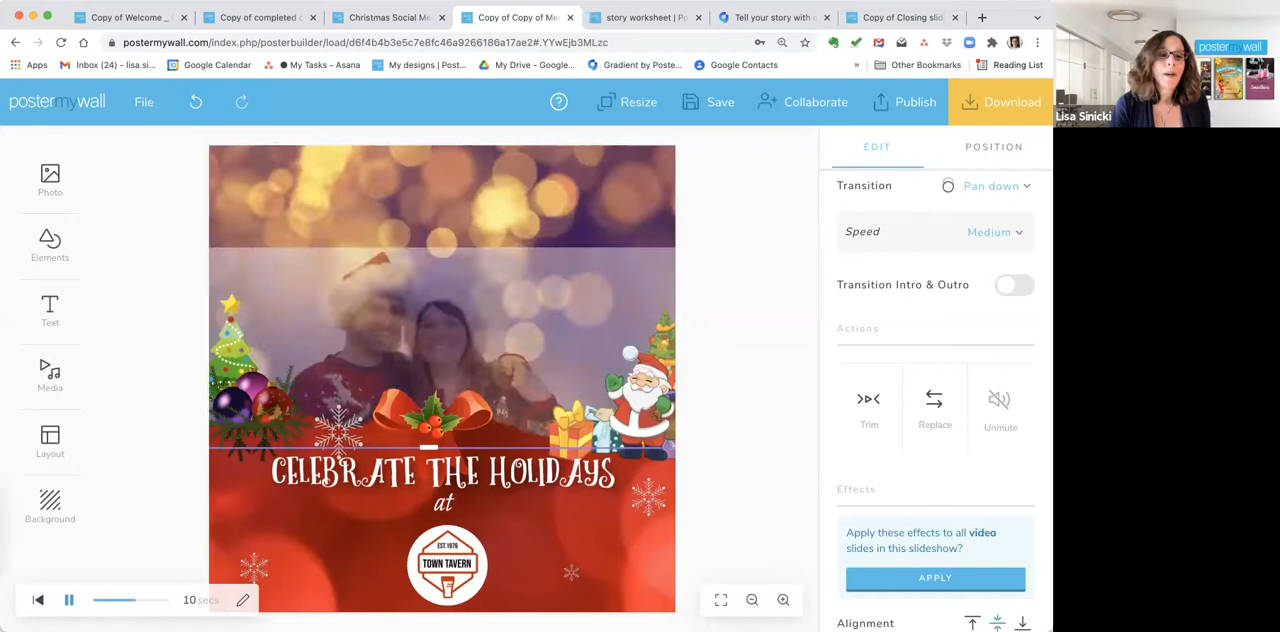 Copy of Welcome _ (
Copy of completed c
Christmas Social Me
Copy of Copy of Me
story worksheet | Po
Tell your story with o
Copy of Closing slid
postermywall.com/index.php/posterbuilder/load/d6f4b4b3e5c7e8fc46a9266186a17ae2#.YYwEjb3MLzc
Apps
Inbox (24) - lisa.si...
Google Calendar
My Tasks - Asana
My designs | Post...
My Drive - Google...
Gradient by Poste...
Google Contacts
»
Other Bookmarks
Reading List
postermywall
File
?
Resize
Save
Collaborate
Publish
Download
postermywall
Lisa Sinicki
Photo
Elements
Text
Media
Layout
Background
CELEBRATE THE HOLIDAYS
at
EST. 1976
TOWN TAVERN
10 secs
EDIT
POSITION
Transition
Pan down
Speed
Medium
Transition Intro & Outro
Actions
Trim
Replace
Unmute
Effects
Apply these effects to all video
slides in this slideshow?
APPLY
Alignment